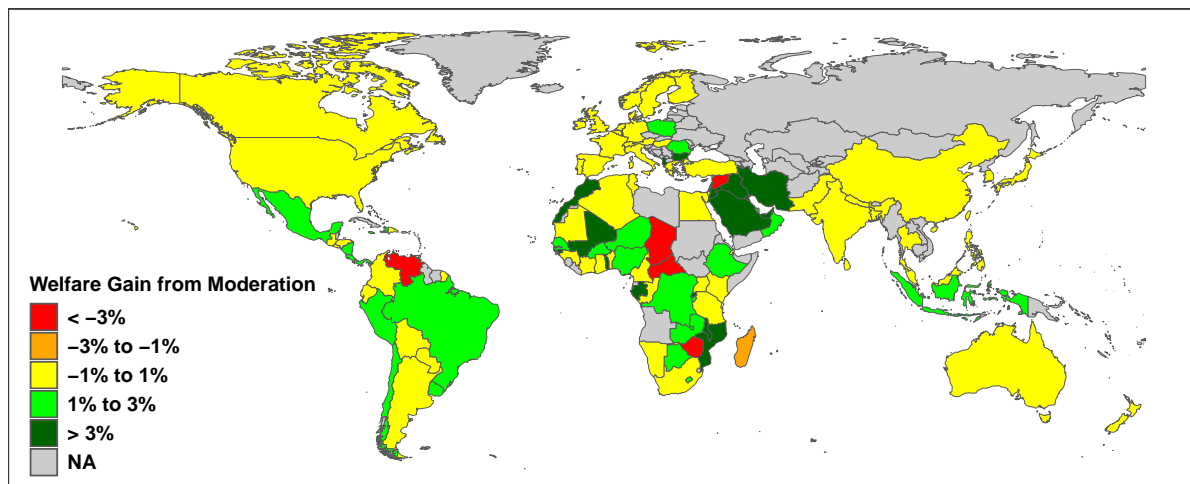 Welfare Gain from Moderation
< −3%
−3% to −1%
−1% to 1%
1% to 3%
> 3%
NA